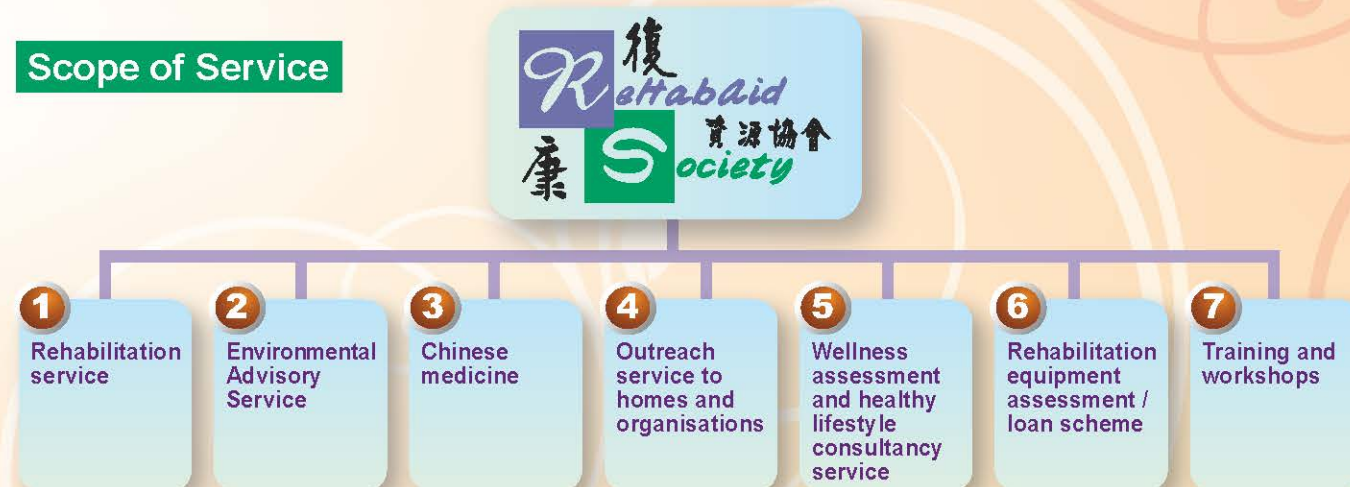 Scope of Service
復
RehabAid
資源協會
康
Society
1
Rehabilitation
service
2
Environmental
Advisory
Service
3
Chinese
medicine
4
Outreach
service to
homes and
organisations
5
Wellness
assessment
and healthy
lifestyle
consultancy
service
6
Rehabilitation
equipment
assessment /
loan scheme
7
Training and
workshops